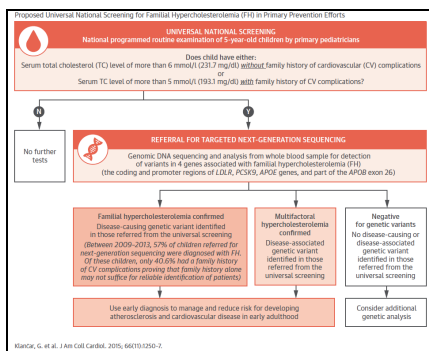 Proposed Universal National Screening for Familial Hypercholesterolemia (FH) in Primary Prevention Efforts
UNIVERSAL NATIONAL SCREENING
National programmed routine examination of 5-year-old children by primary pediatricians
Does child have either:
Serum total cholesterol (TC) level of more than 6 mmol/l (231.7 mg/dl) without family history of cardiovascular (CV) complications
or
Serum TC level of more than 5 mmol/l (193.1 mg/dl) with family history of CV complications?
N
Y
No further
tests
REFERRAL FOR TARGETED NEXT-GENERATION SEQUENCING
Genomic DNA sequencing and analysis from whole blood sample for detection
of variants in 4 genes associated with familial hypercholesterolemia (FH)
(the coding and promoter regions of LDLR, PCSK9, APOE genes, and part of the APOB exon 26)
Familial hypercholesterolemia confirmed
Disease-causing genetic variant identified
in those referred from the universal screening
(Between 2009-2013, 57% of children referred for
next-generation sequencing were diagnosed with FH.
Of these children, only 40.6% had a family history
of CV complications proving that family history alone
may not suffice for reliable identification of patients)
Multifactoral
hypercholesterolemia
confirmed
Disease-associated
genetic variant
identified in those
referred from the
universal screening
Negative
for genetic variants
No disease-causing or
disease-associated
genetic variant
identified in those
referred from the
universal screening
Use early diagnosis to manage and reduce risk for developing
atherosclerosis and cardiovascular disease in early adulthood
Consider additional
genetic analysis
Klančar, G. et al. J Am Coll Cardiol. 2015; 66(11):1250-7.